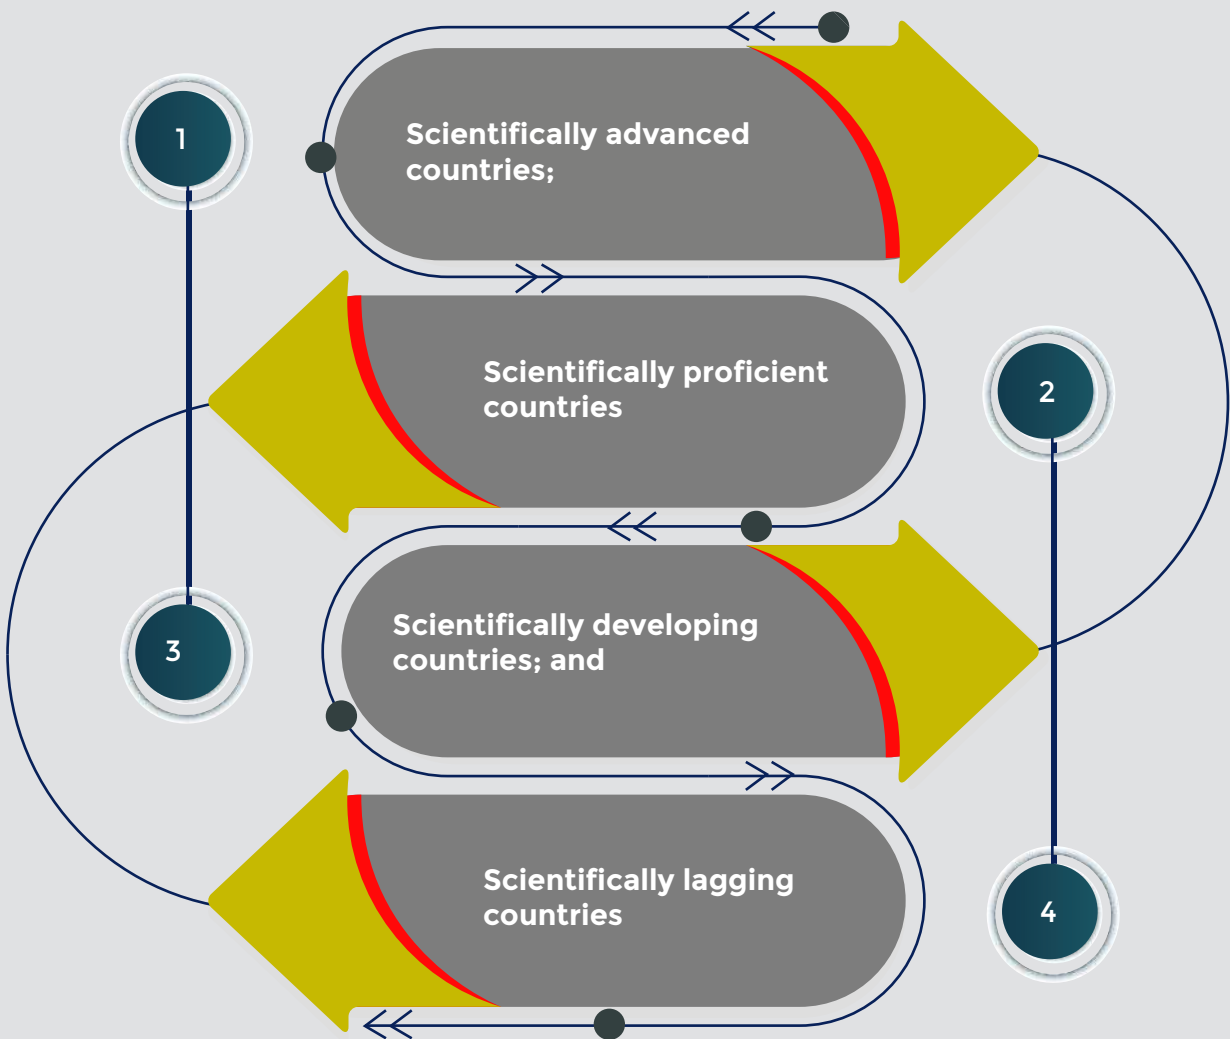 1
Scientifically advanced
countries;
Scientifically proficient
countries
2
3
Scientifically developing
countries; and
Scientifically lagging
countries
4